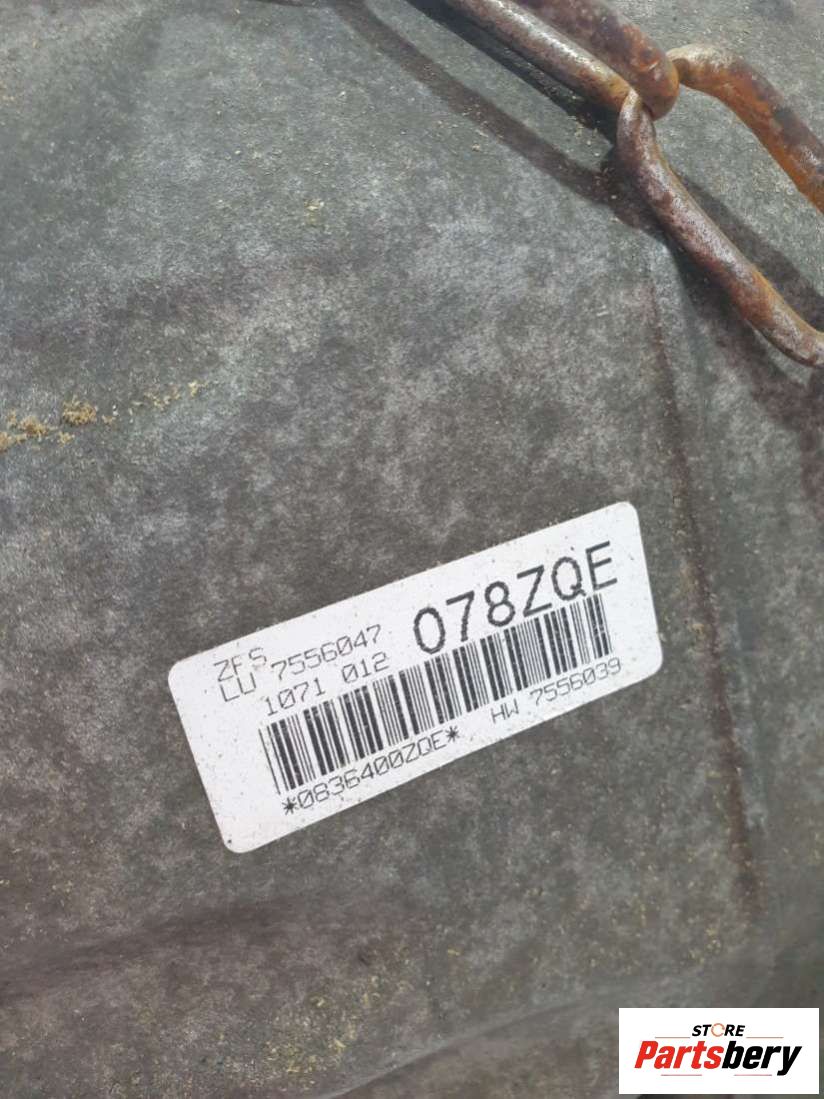 ZFS
LU 7556047
1071 012
078ZQE
*0836400ZQE* HW 7556039
STORE
Partsbery